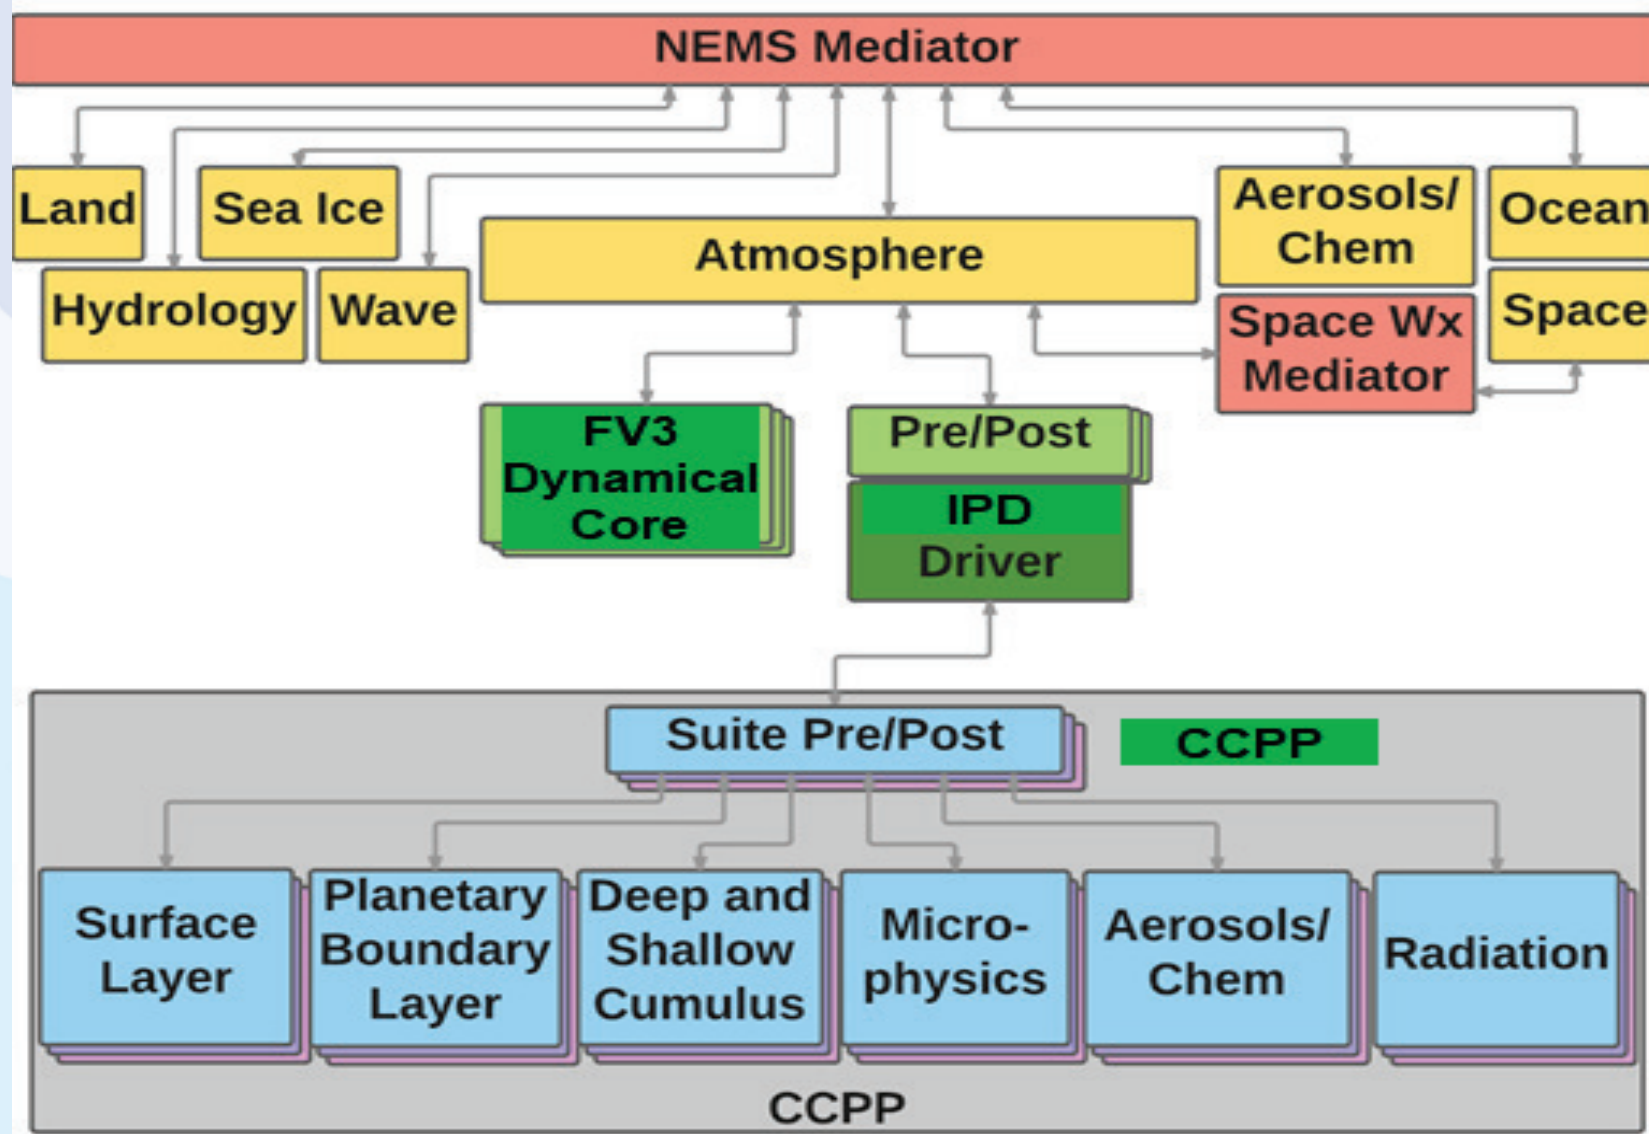 NEMS Mediator
Land
Sea Ice
Hydrology
Wave
Atmosphere
Aerosols/
Chem
Ocean
Space Wx
Mediator
Space
FV3
Dynamical
Core
Pre/Post
IPD
Driver
Suite Pre/Post
CCPP
Surface
Layer
Planetary
Boundary
Layer
Deep and
Shallow
Cumulus
Micro-
physics
Aerosols/
Chem
Radiation
CCPP